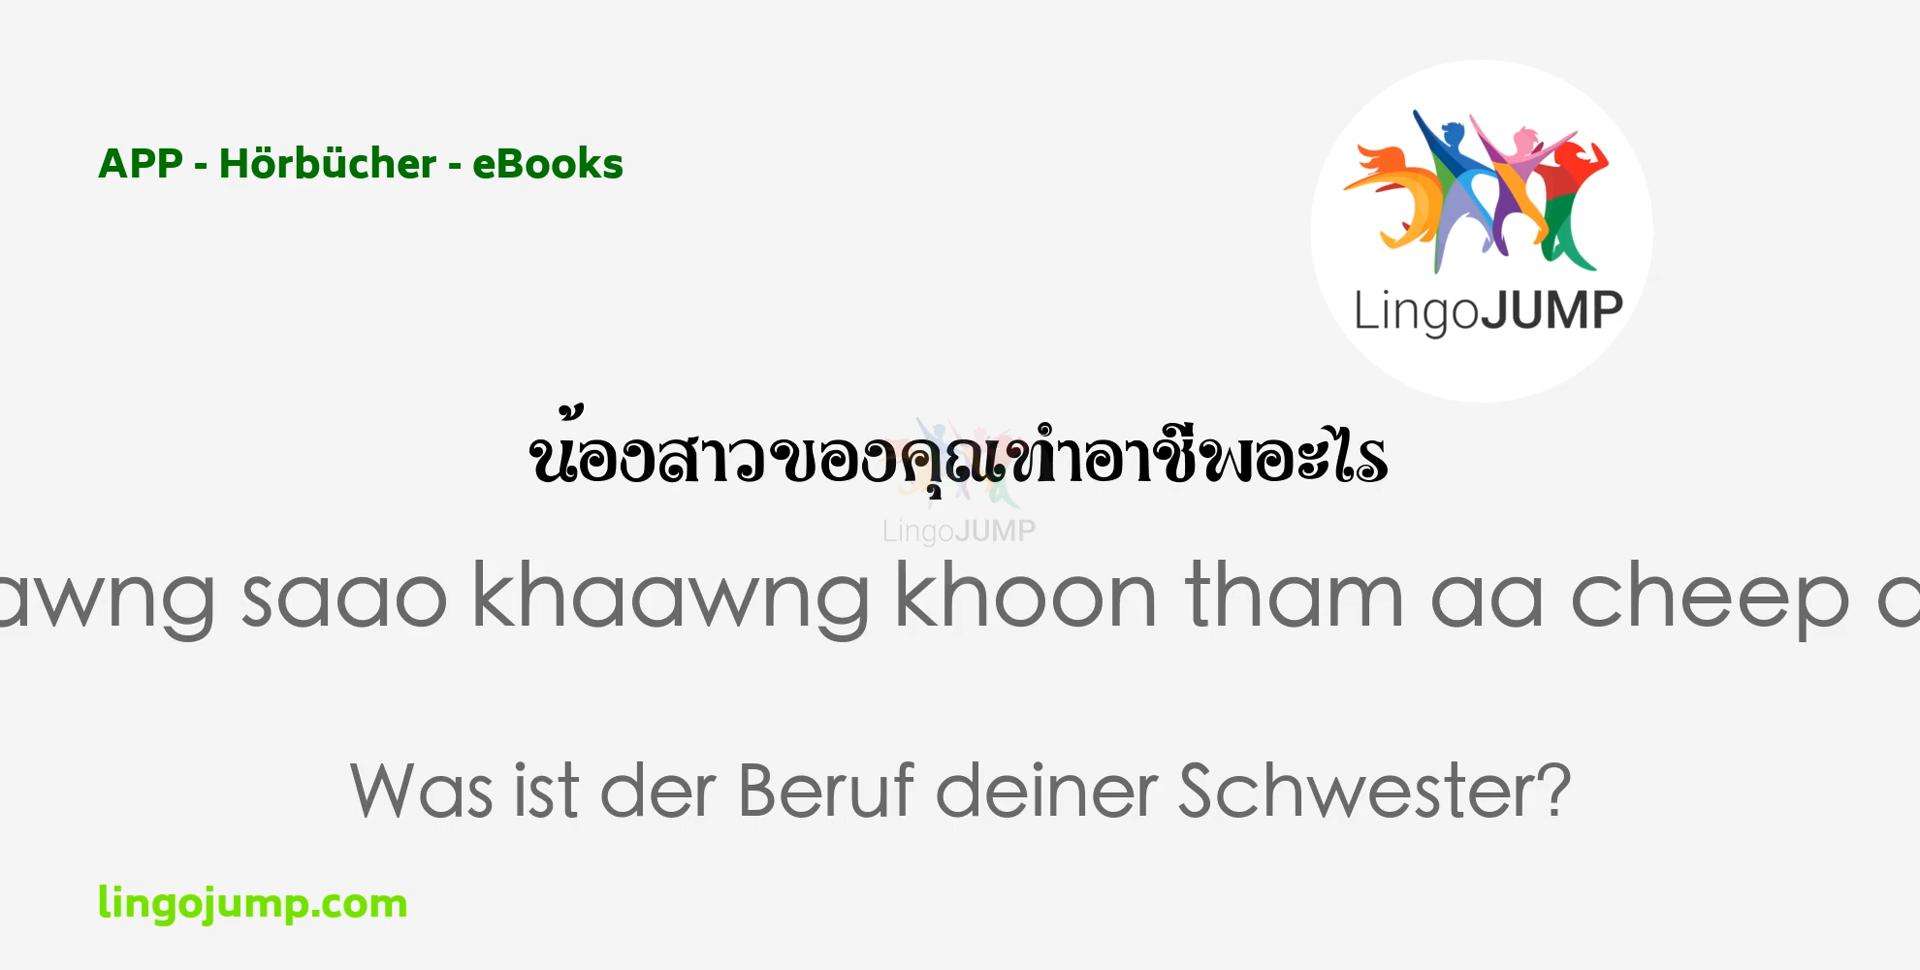 APP - Hörbücher - eBooks
LingoJUMP
น้องสาวของคุณทำอาชีพอะไร
LingoJUMP
awng saao khaawng khoon tham aa cheep a
Was ist der Beruf deiner Schwester?
lingojump.com